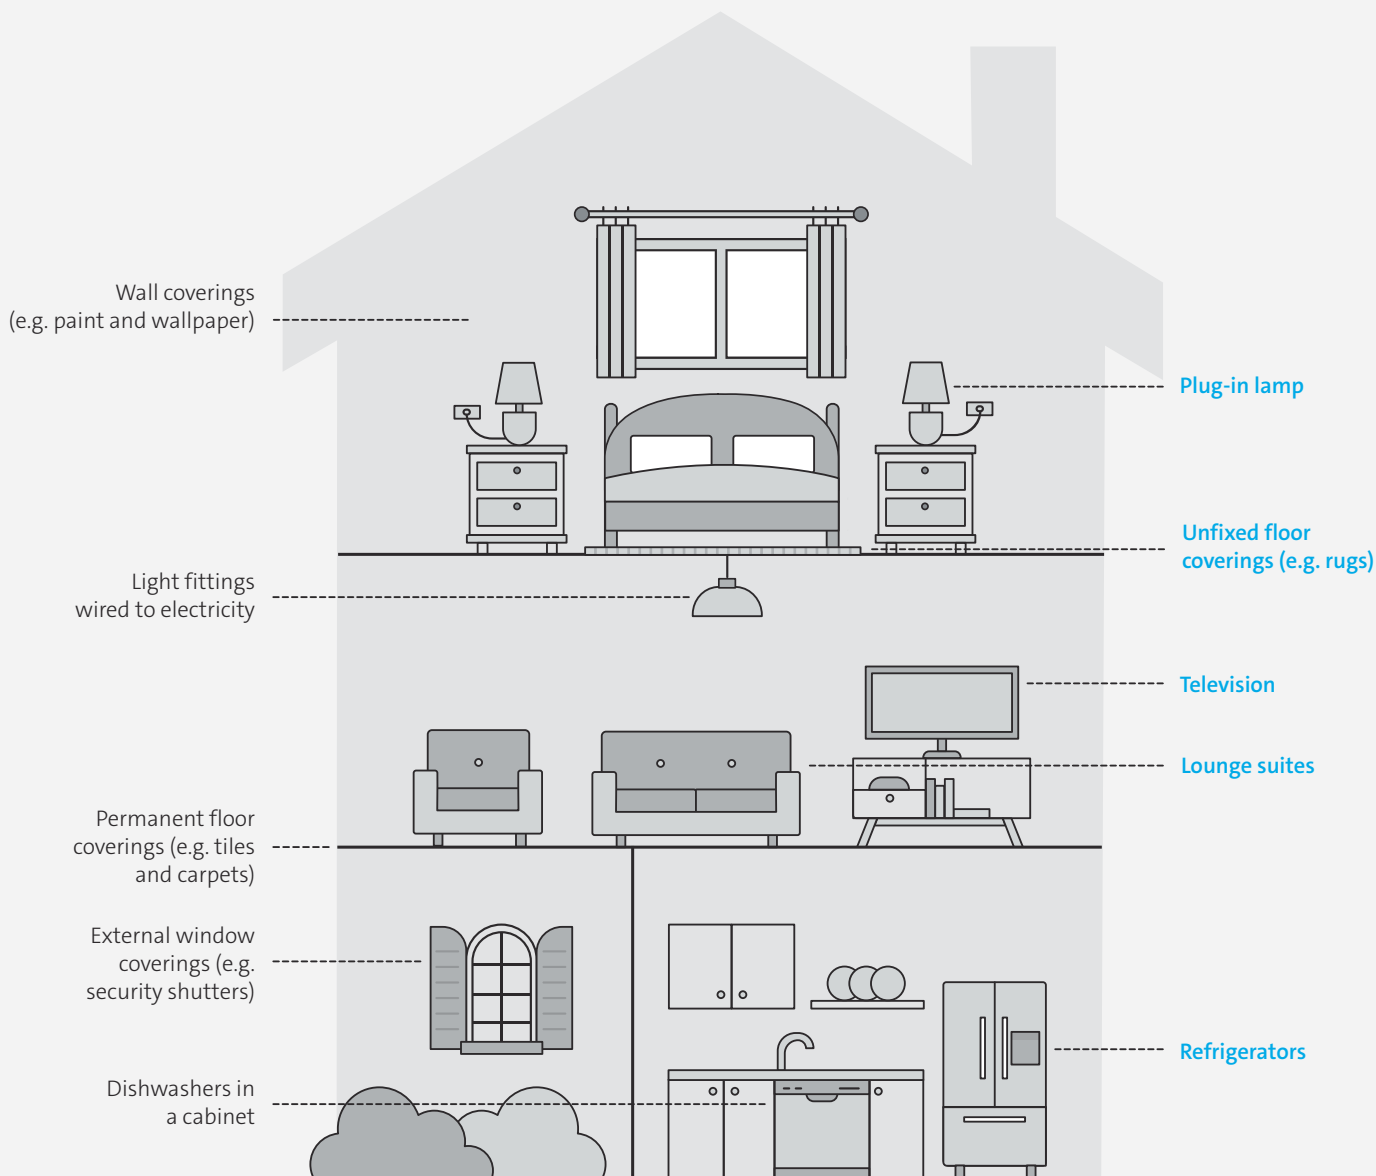 Wall coverings
(e.g. paint and wallpaper)
Plug-in lamp
Unfixed floor
coverings (e.g. rugs)
Light fittings
wired to electricity
Television
Lounge suites
Permanent floor
coverings (e.g. tiles
and carpets)
External window
coverings (e.g.
security shutters)
Refrigerators
Dishwashers in
a cabinet